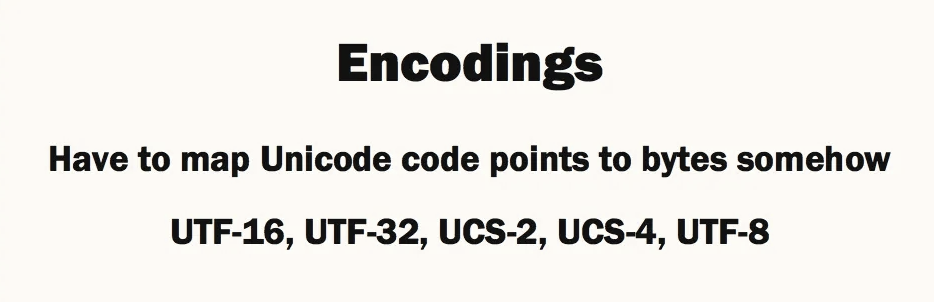 Encodings
Have to map Unicode code points to bytes somehow
UTF-16, UTF-32, UCS-2, UCS-4, UTF-8